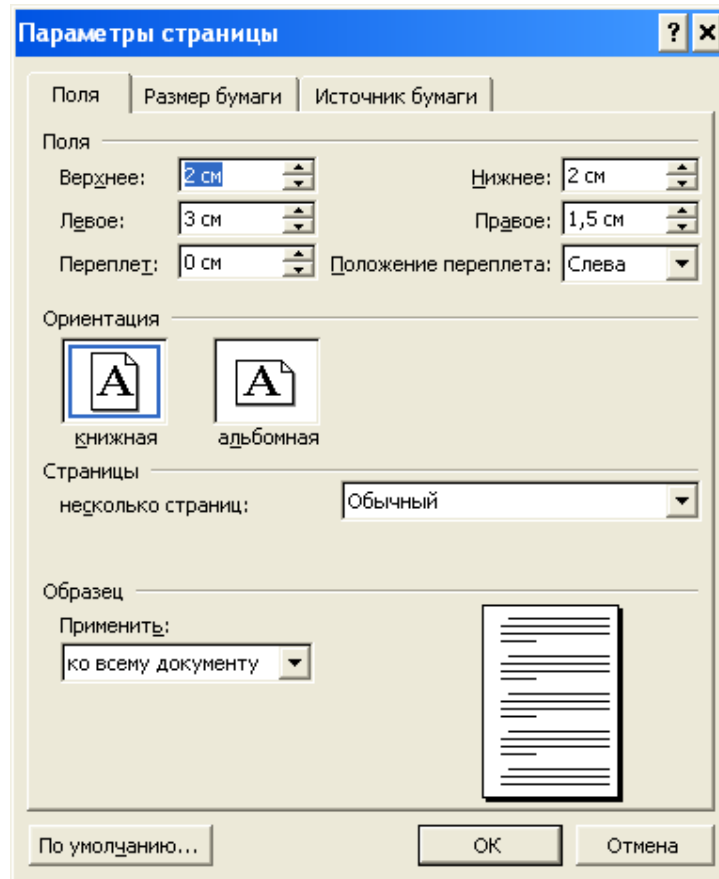 Параметры страницы
Поля Размер бумаги Источник бумаги
Поля
Верхнее: 2 см Нижнее: 2 см
Левое: 3 см Правое: 1,5 см
Переплет: 0 см Положение переплета: Слева
Ориентация
A A
книжная альбомная
Страницы
несколько страниц: Обычный
Образец
Применить:
ко всему документу
По умолчанию... ОК Отмена